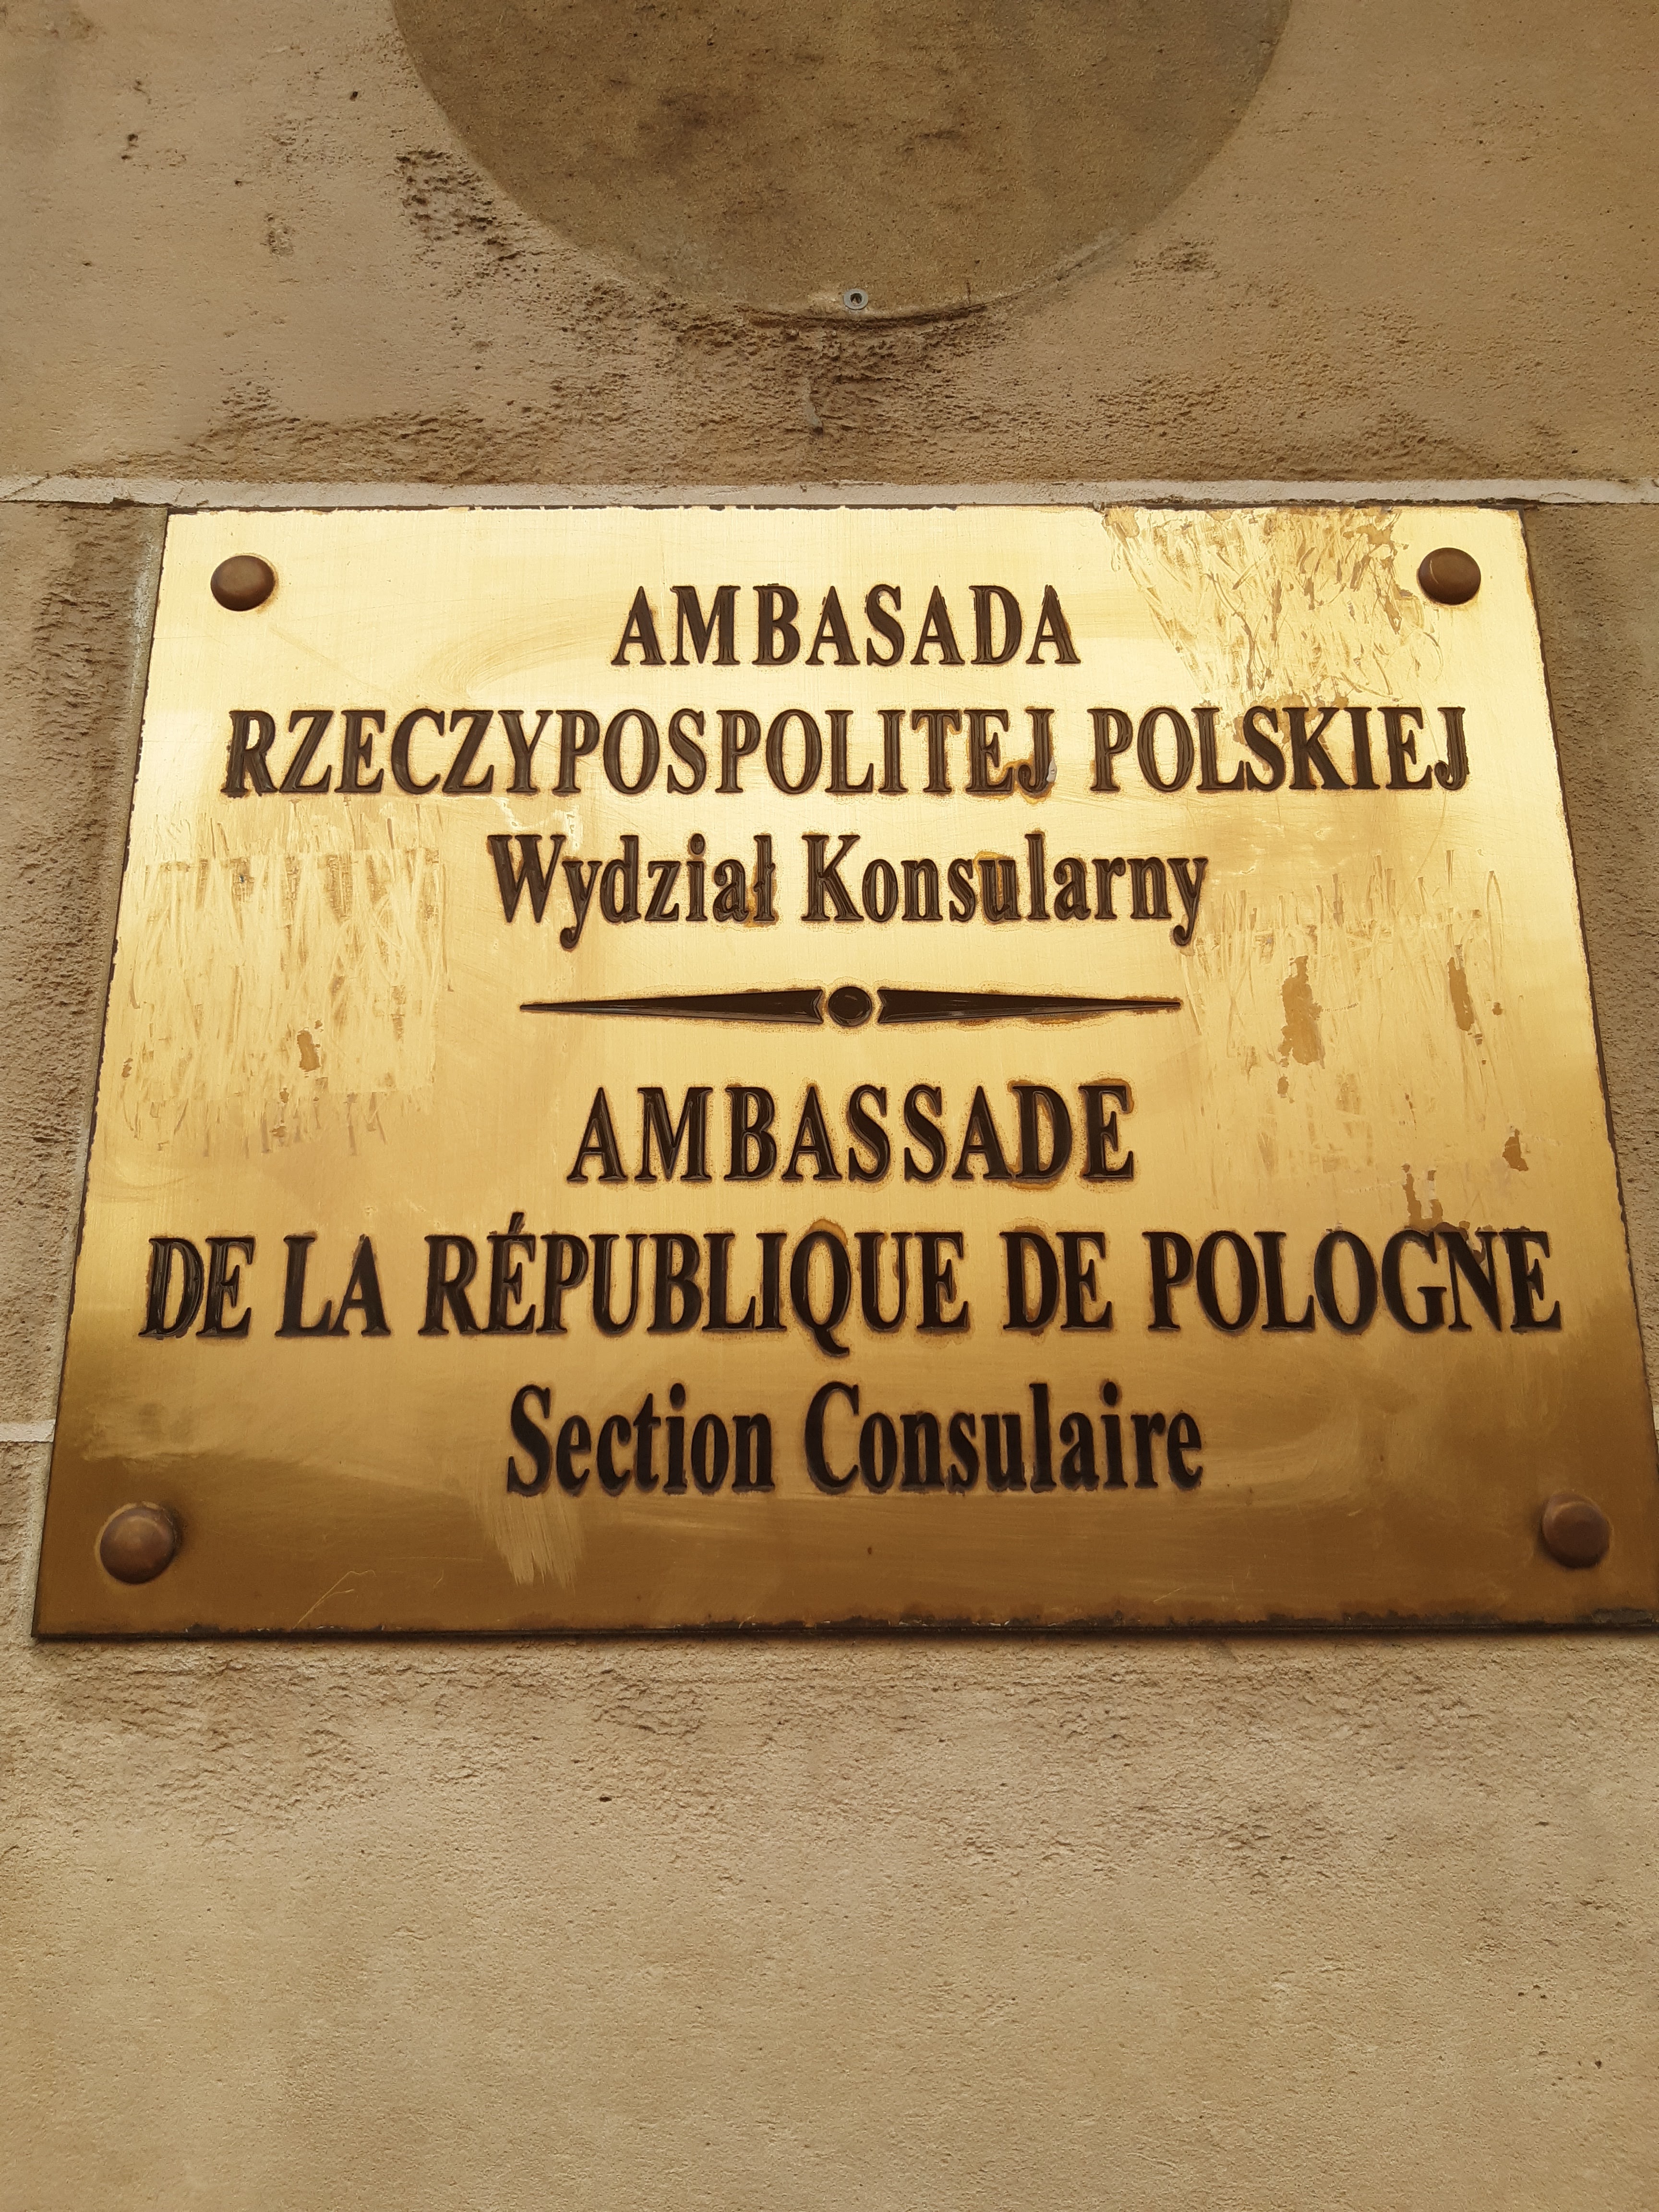 AMBASADA
RZECZYPOSPOLITEJ POLSKIEJ
Wydział Konsularny
AMBASSADE
DE LA RÉPUBLIQUE DE POLOGNE
Section Consulaire